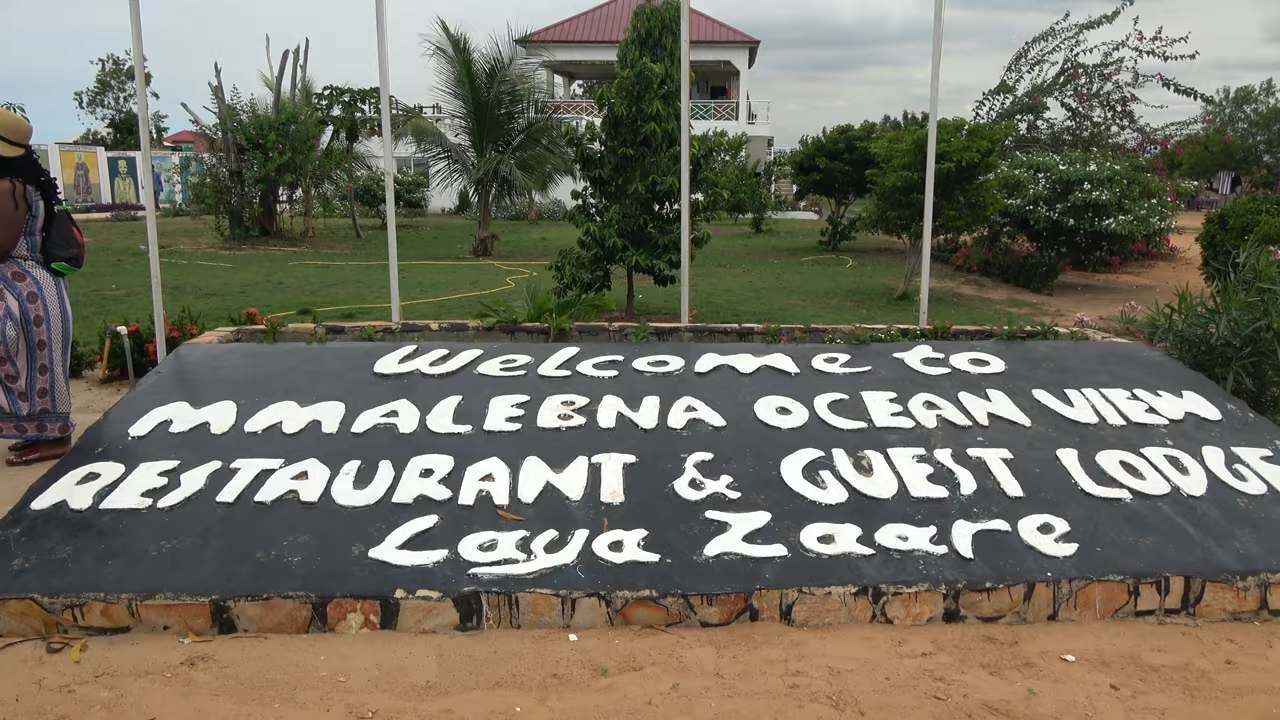 Welcome to
MMALEBNA OCEAN VIEW
RESTAURANT & GUEST LODGE
Laya Zaare